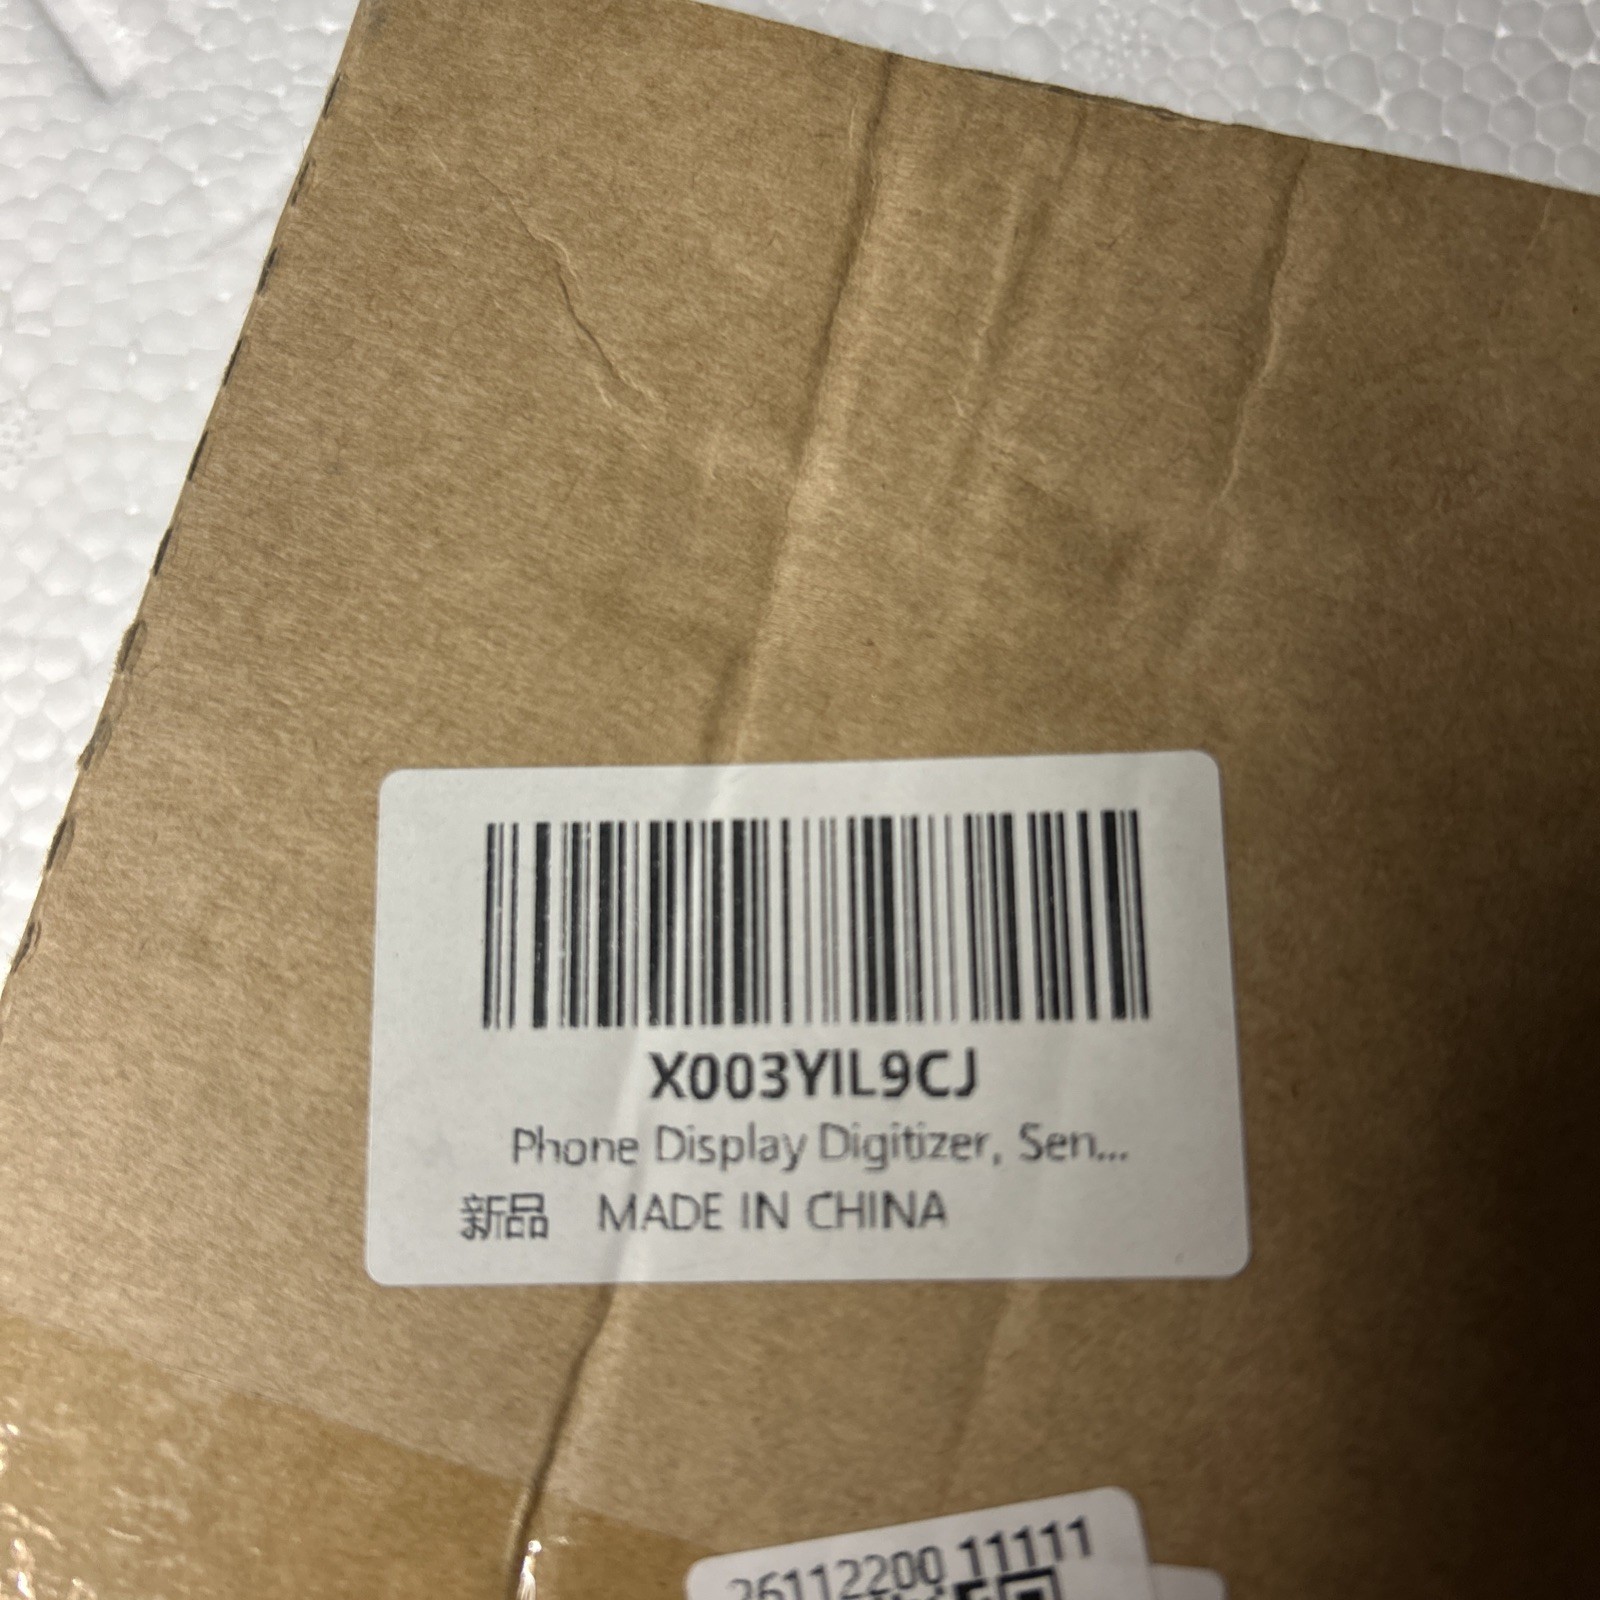 X003YIL9CJ
Phone Display Digitizer, Sen...
新品 MADE IN CHINA
26112200 11111